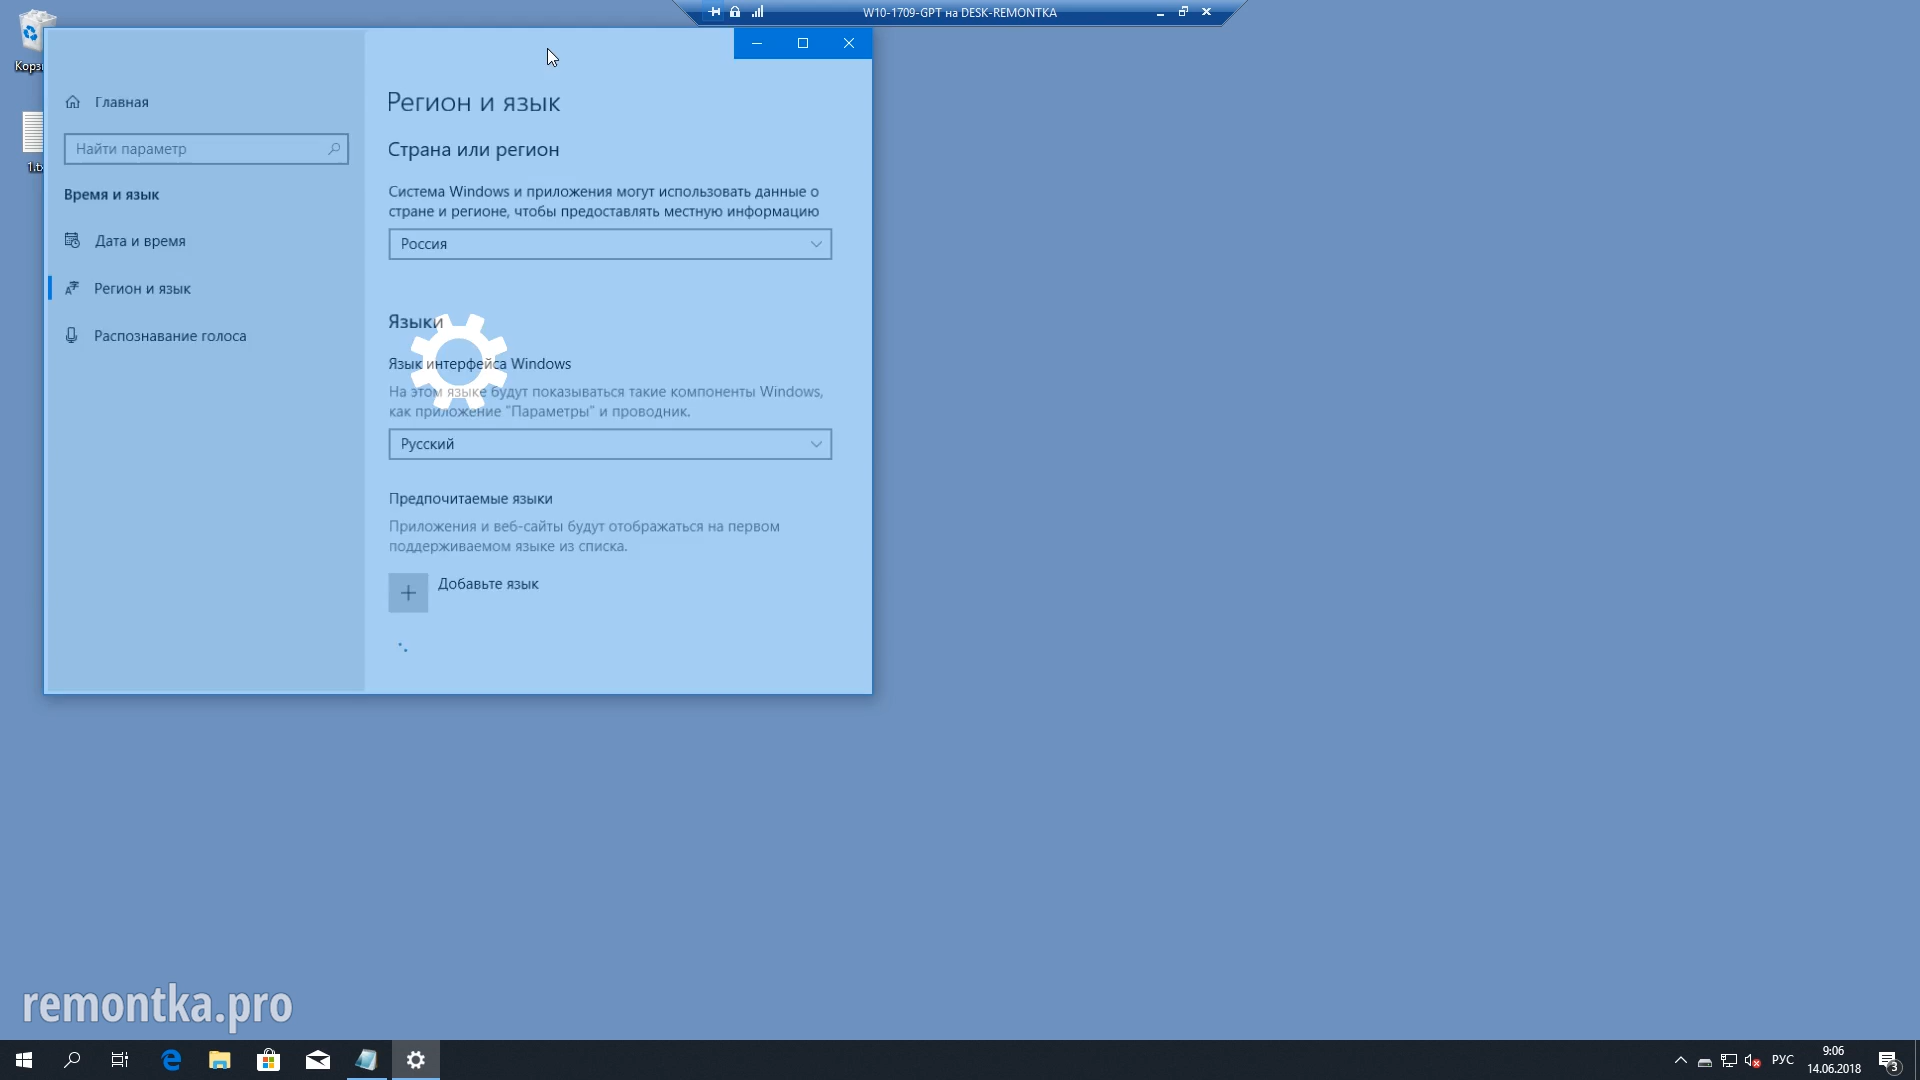 W10-1709-GPT на DESK-REMONTKA
Главная
Регион и язык
Найти параметр
Страна или регион
Время и язык
Система Windows и приложения могут использовать данные о
стране и регионе, чтобы предоставлять местную информацию
Дата и время
Россия
Регион и язык
Языки
Распознавание голоса
Язык интерфейса Windows
На этом языке будут показываться такие компоненты Windows,
как приложение "Параметры" и проводник.
Русский
Предпочитаемые языки
Приложения и веб-сайты будут отображаться на первом
поддерживаемом языке из списка.
Добавьте язык
remontka.pro
РУС
9:06
14.06.2018
3